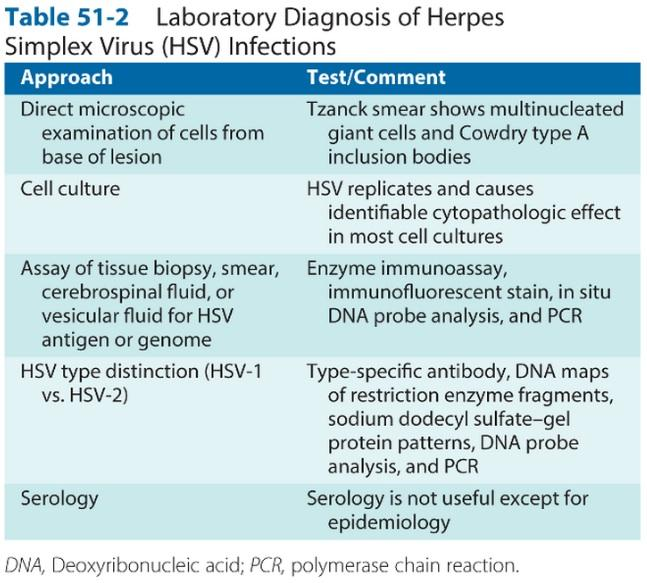 Table 51-2 Laboratory Diagnosis of Herpes
Simplex Virus (HSV) Infections
Approach Test/Comment
Direct microscopic
examination of cells from
base of lesion
Tzanck smear shows multinucleated
giant cells and Cowdry type A
inclusion bodies
Cell culture
HSV replicates and causes
identifiable cytopathologic effect
in most cell cultures
Assay of tissue biopsy, smear,
cerebrospinal fluid, or
vesicular fluid for HSV
antigen or genome
Enzyme immunoassay,
immunofluorescent stain, in situ
DNA probe analysis, and PCR
HSV type distinction (HSV-1
vs. HSV-2)
Type-specific antibody, DNA maps
of restriction enzyme fragments,
sodium dodecyl sulfate–gel
protein patterns, DNA probe
analysis, and PCR
Serology
Serology is not useful except for
epidemiology
DNA, Deoxyribonucleic acid; PCR, polymerase chain reaction.